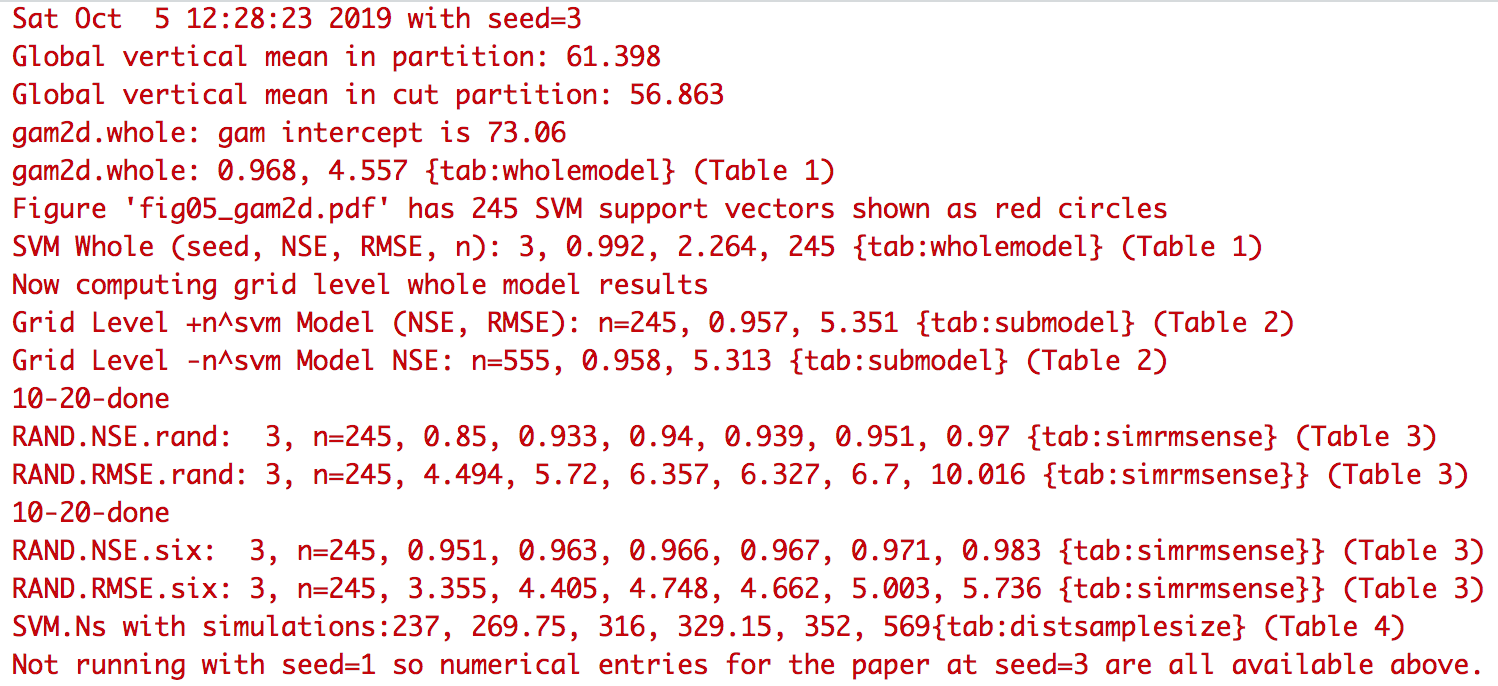 Sat Oct  5 12:28:23 2019 with seed=3
Global vertical mean in partition: 61.398
Global vertical mean in cut partition: 56.863
gam2d.whole: gam intercept is 73.06
gam2d.whole: 0.968, 4.557 {tab:wholemodel} (Table 1)
Figure 'fig05_gam2d.pdf' has 245 SVM support vectors shown as red circles
SVM Whole (seed, NSE, RMSE, n): 3, 0.992, 2.264, 245 {tab:wholemodel} (Table 1)
Now computing grid level whole model results
Grid Level +n^svm Model (NSE, RMSE): n=245, 0.957, 5.351 {tab:submodel} (Table 2)
Grid Level -n^svm Model NSE: n=555, 0.958, 5.313 {tab:submodel} (Table 2)
10-20-done
RAND.NSE.rand:  3, n=245, 0.85, 0.933, 0.94, 0.939, 0.951, 0.97 {tab:simrmsense} (Table 3)
RAND.RMSE.rand: 3, n=245, 4.494, 5.72, 6.357, 6.327, 6.7, 10.016 {tab:simrmsense}} (Table 3)
10-20-done
RAND.NSE.six:  3, n=245, 0.951, 0.963, 0.966, 0.967, 0.971, 0.983 {tab:simrmsense}} (Table 3)
RAND.RMSE.six: 3, n=245, 3.355, 4.405, 4.748, 4.662, 5.003, 5.736 {tab:simrmsense}} (Table 3)
SVM.Ns with simulations:237, 269.75, 316, 329.15, 352, 569{tab:distsamplesize} (Table 4)
Not running with seed=1 so numerical entries for the paper at seed=3 are all available above.